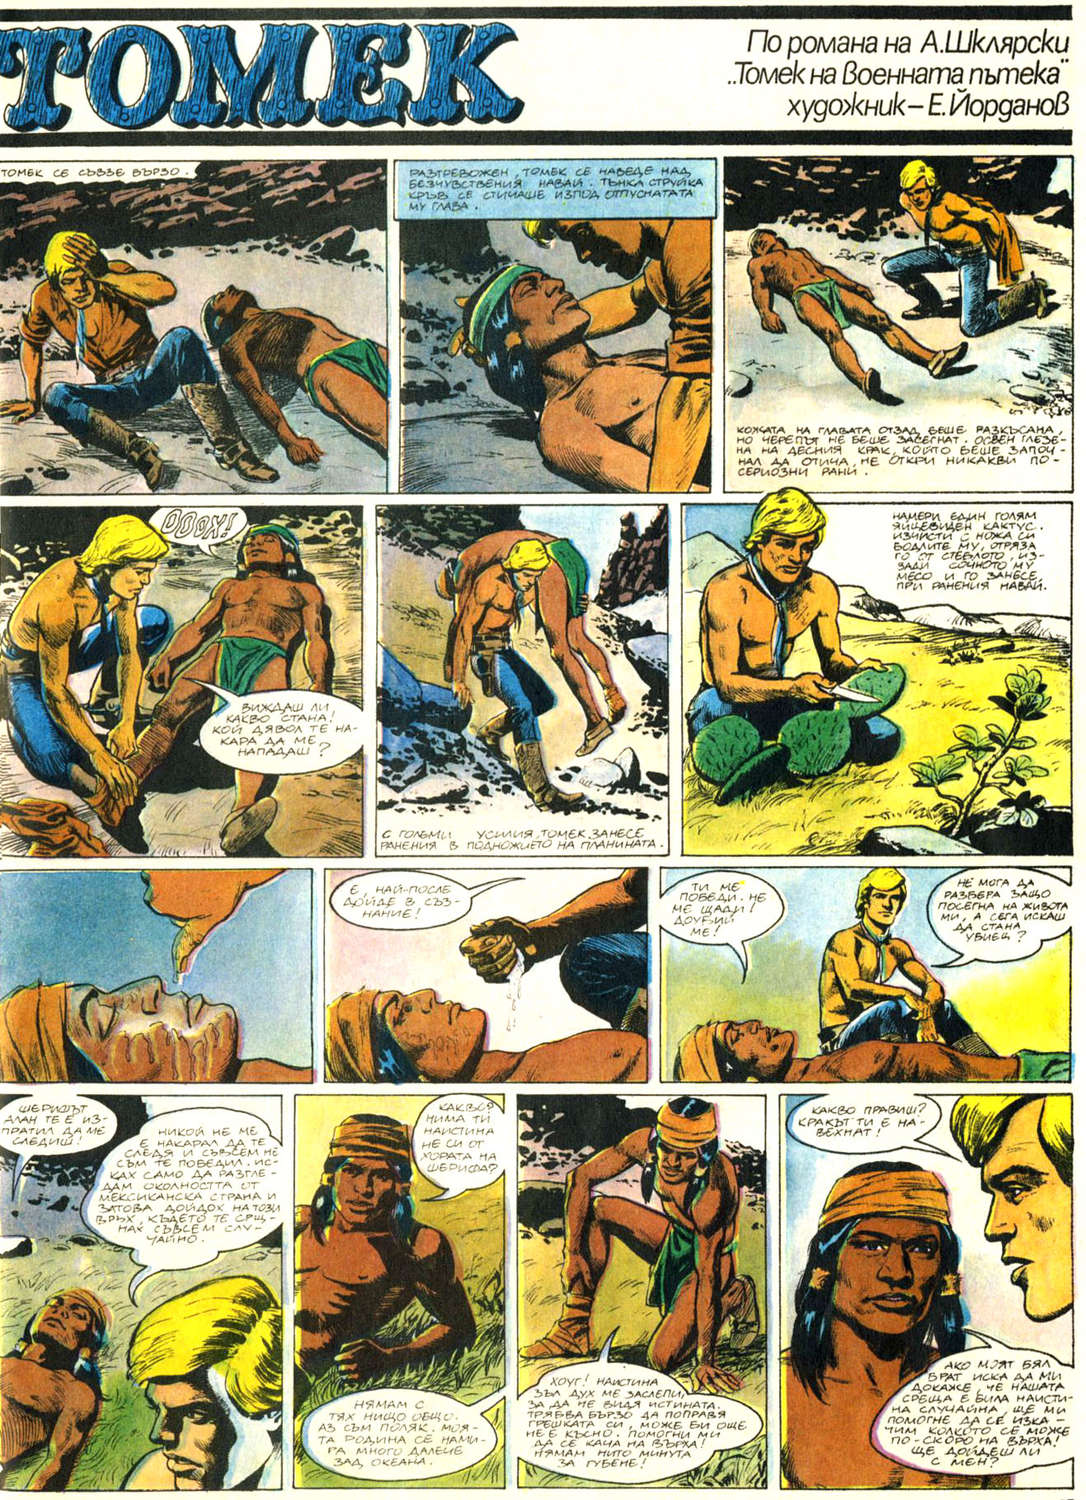 ТОМЕК
По романа на А.Шклярски
„Томек на военната пътека"
художник – Е.Йорданов
ТОМЕК СЕ СЪВЗЕ БЪРЗО.
РАЗТРЕВОЖЕН, ТОМЕК СЕ НАВЕДЕ НАД
БЕЗЧУВСТВЕНИЯ НАВАЙ. ТЪНКА СТРУЙКА
КРЪВ СЕ СТИЧАШЕ ИЗПОД ОТПУСНАТАТА
МУ ГЛАВА.
КОЖАТА НА ГЛАВАТА ОТЗАД БЕШЕ РАЗКЪСАНА,
НО ЧЕРЕПЪТ НЕ БЕШЕ ЗАСЕГНАТ. ОСВЕН ГЛЕЗЕ-
НА НА ДЕСНИЯ КРАК, КОЙТО БЕШЕ ЗАПОЧ-
НАЛ ДА ОТИЧА, НЕ ОТКРИ НИКАКВИ ПО-
СЕРИОЗНИ РАНИ.
ОООХ!
ВИЖДАШ ЛИ,
КАКВО СТАНА!
КОЙ ДЯВОЛ ТЕ НА-
КАРА ДА МЕ
НАПАДАШ?
С ГОЛЕМИ УСИЛИЯ, ТОМЕК ЗАНЕСЕ
РАНЕНИЯ В ПОДНОЖИЕТО НА ПЛАНИНАТА.
НАМЕРИ ЕДИН ГОЛЯМ
ЯЙЦЕВИДЕН КАКТУС.
ИЗЧИСТИ С НОЖА СИ
БОДЛИТЕ МУ, ОТРЯЗА
ГО ОТ СТЕБЛОТО, ИЗ-
ВАДИ СОЧНОТО МУ
МЕСО И ГО ЗАНЕСЕ
ПРИ РАНЕНИЯ НАВАЙ.
Е, НАЙ-ПОСЛЕ
ДОЙДЕ В СЪЗ-
НАНИЕ!
ТИ МЕ
ПОБЕДИ. НЕ
МЕ ЩАДИ!
ДОУБИЙ
МЕ!
НЕ МОГА ДА
РАЗБЕРА ЗАЩО
ПОСЕГНА НА ЖИВОТА
МИ, А СЕГА ИСКАШ
ДА СТАНА
УБИЕЦ?
ШЕРИФЪТ
АЛАН ТЕ Е ИЗ-
ПРАТИЛ ДА МЕ
СЛЕДИШ!
НИКОЙ НЕ МЕ
Е НАКАРАЛ ДА ТЕ
СЛЕДЯ И СЪВСЕМ НЕ
СЪМ ТЕ ПОБЕДИЛ. ИС-
КАХ САМО ДА РАЗГЛЕ-
ДАМ ОКОЛНОСТТА ОТ
МЕКСИКАНСКА СТРАНА И
ЗАТОВА ДОЙДОХ НА ТОЗИ
ВРЪХ, КЪДЕТО ТЕ СРЕЩ-
НАХ СЪВСЕМ СЛУ-
ЧАЙНО.
КАКВО?
НИМА ТИ
НАИСТИНА
НЕ СИ ОТ
ХОРАТА НА
ШЕРИФА?
НЯМАМ С
ТЯХ НИЩО ОБЩО.
АЗ СЪМ ПОЛЯК. МОЯ-
ТА РОДИНА СЕ НАМИ-
РА МНОГО ДАЛЕЧЕ
ЗАД ОКЕАНА.
ХОУГ! НАИСТИНА
ЗЪЛ ДУХ МЕ ЗАСЛЕПИ,
ЗА ДА НЕ ВИДЯ ИСТИНАТА.
ТРЯБВА БЪРЗО ДА ПОПРАВЯ
ГРЕШКАТА СИ, МОЖЕ БИ ОЩЕ
НЕ Е КЪСНО. ПОМОГНИ МИ
ДА СЕ КАЧА НА ВЪРХА!
НЯМАМ НИТО МИНУТА
ЗА ГУБЕНЕ!
КАКВО ПРАВИШ?
КРАКЪТ ТИ Е НА-
ВЕХНАТ!
АКО МОЯТ БЯЛ
БРАТ ИСКА ДА МИ
ДОКАЖЕ, ЧЕ НАШАТА
СРЕЩА Е БИЛА НАИСТИ-
НА СЛУЧАЙНА, ЩЕ МИ
ПОМОГНЕ ДА СЕ ИЗКА-
ЧИМ КОЛКОТО СЕ МОЖЕ
ПО-СКОРО НА ВЪРХА!
ЩЕ ДОЙДЕШ ЛИ
С МЕН?